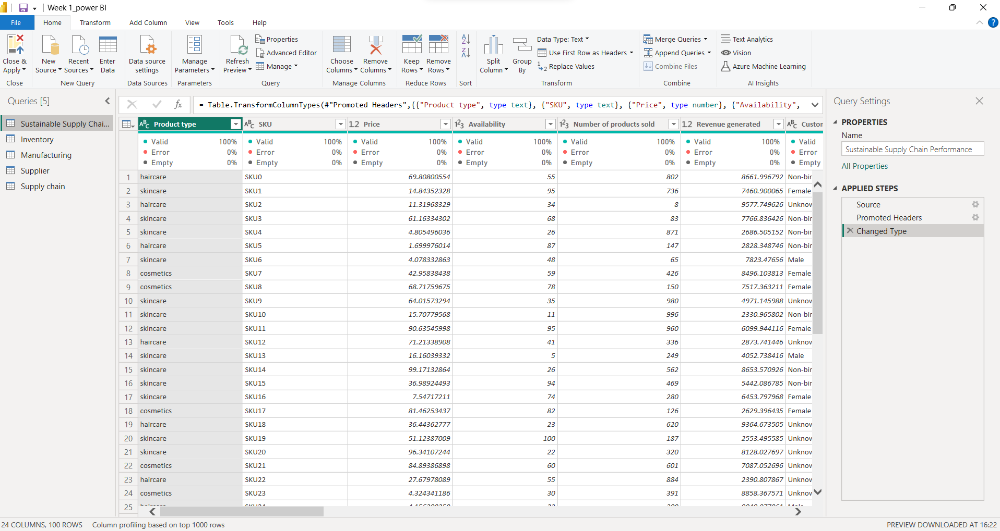 Week 1_power BI
File Home Transform Add Column View Tools Help
Close & Apply
New Source
Recent Sources
Enter Data
Data source settings
Manage Parameters
Refresh Preview
Properties
Advanced Editor
Manage
Choose Columns
Remove Columns
Keep Rows
Remove Rows
Split Column
Group By
Data Type: Text
Use First Row as Headers
Replace Values
Merge Queries
Append Queries
Combine Files
Text Analytics
Vision
Azure Machine Learning
Close New Query Data Sources Parameters Query Manage Columns Reduce Rows Sort Transform Combine AI Insights
Queries [5]
Sustainable Supply Chai...
Inventory
Manufacturing
Supplier
Supply chain
fx = Table.TransformColumnTypes(#"Promoted Headers",{{"Product type", type text}, {"SKU", type text}, {"Price", type number}, {"Availability",
Product type SKU 1.2 Price 123 Availability 123 Number of products sold 1.2 Revenue generated Custon
Valid 100% Valid 100% Valid 100% Valid 100% Valid 100% Valid 100% Valid
Error 0% Error 0% Error 0% Error 0% Error 0% Error 0% Error
Empty 0% Empty 0% Empty 0% Empty 0% Empty 0% Empty 0% Empty
1 haircare SKU0 69.80800554 55 802 8661.996792 Non-bir
2 skincare SKU1 14.84352328 95 736 7460.900065 Female
3 haircare SKU2 11.31968329 34 8 9577.749626 Unknow
4 skincare SKU3 61.16334302 68 83 7766.836426 Non-bir
5 skincare SKU4 4.805496036 26 871 2686.505152 Non-bir
6 haircare SKU5 1.699976014 87 147 2828.348746 Non-bir
7 skincare SKU6 4.078332863 48 65 7823.47656 Male
8 cosmetics SKU7 42.95838438 59 426 8496.103813 Female
9 cosmetics SKU8 68.71759675 78 150 7517.363211 Female
10 skincare SKU9 64.01573294 35 980 4971.145988 Unknow
11 skincare SKU10 15.70779568 11 996 2330.965802 Non-bir
12 skincare SKU11 90.63545998 95 960 6099.944116 Female
13 haircare SKU12 71.21338908 41 336 2873.741446 Unknow
14 skincare SKU13 16.16039332 5 249 4052.738416 Male
15 skincare SKU14 99.17132864 26 562 8653.570926 Non-bir
16 skincare SKU15 36.98924493 94 469 5442.086785 Non-bir
17 skincare SKU16 7.54717211 74 280 6453.797968 Female
18 cosmetics SKU17 81.46253437 82 126 2629.396435 Female
19 haircare SKU18 36.44362777 23 620 9364.673505 Unknow
20 skincare SKU19 51.12387009 100 187 2553.495585 Unknow
21 skincare SKU20 96.34107244 22 320 8128.027697 Unknow
22 cosmetics SKU21 84.89386898 60 601 7087.052696 Unknow
23 haircare SKU22 27.67978089 55 884 2390.807867 Unknow
24 cosmetics SKU23 4.324341186 30 391 8858.367571 Unknow
25
Query Settings
PROPERTIES
Name
Sustainable Supply Chain Performance
All Properties
APPLIED STEPS
Source
Promoted Headers
Changed Type
24 COLUMNS, 100 ROWS Column profiling based on top 1000 rows PREVIEW DOWNLOADED AT 16:22